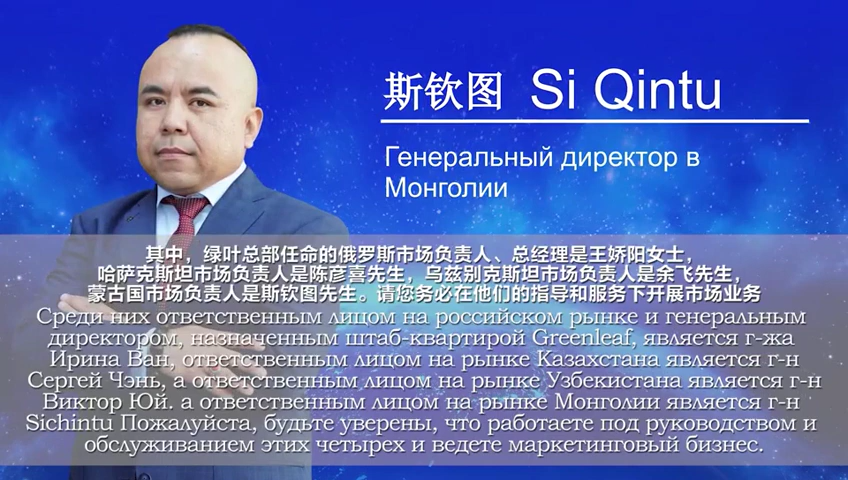 斯钦图 Si Qintu
Генеральный директор в
Монголии
其中，绿叶总部任命的俄罗斯市场负责人、总经理是王娇阳女士，
哈萨克斯坦市场负责人是陈彦喜先生，乌兹别克斯坦市场负责人是余飞先生，
蒙古国市场负责人是斯钦图先生。请您务必在他们的指导和服务下开展市场业务
Среди них ответственным лицом на российском рынке и генеральным
директором, назначенным штаб-квартирой Greenleaf, является г-жа
Ирина Ван, ответственным лицом на рынке Казахстана является г-н
Сергей Чэнь, а ответственным лицом на рынке Узбекистана является г-н
Виктор Юй. а ответственным лицом на рынке Монголии является г-н
Sichintu Пожалуйста, будьте уверены, что работаете под руководством и
обслуживанием этих четырех и ведете маркетинговый бизнес.